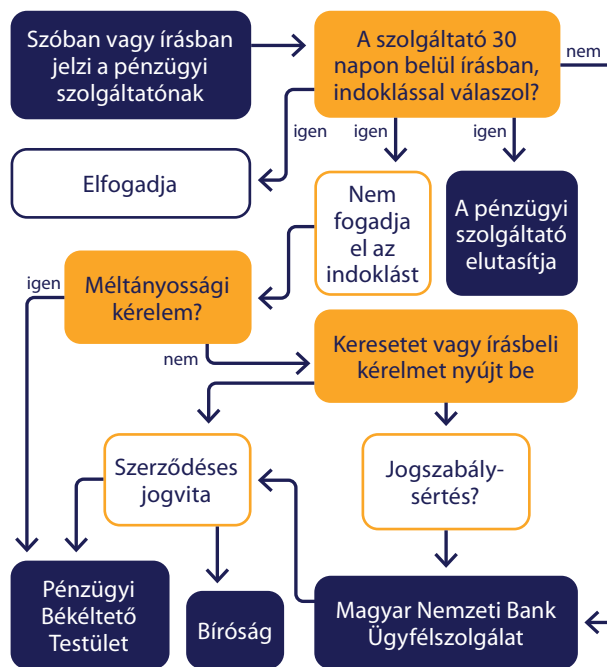 Szóban vagy írásban
jelzi a pénzügyi
szolgáltatónak
A szolgáltató 30
napon belül írásban,
indoklással válaszol?
nem
igen
igen
igen
Elfogadja
Nem
fogadja
el az
indoklást
A pénzügyi
szolgáltató
elutasítja
igen
Méltányossági
kérelem?
nem
Keresetet vagy írásbeli
kérelmet nyújt be
Szerződéses
jogvita
Jogszabály-
sértés?
Pénzügyi
Békéltető
Testület
Bíróság
Magyar Nemzeti Bank
Ügyfélszolgálat